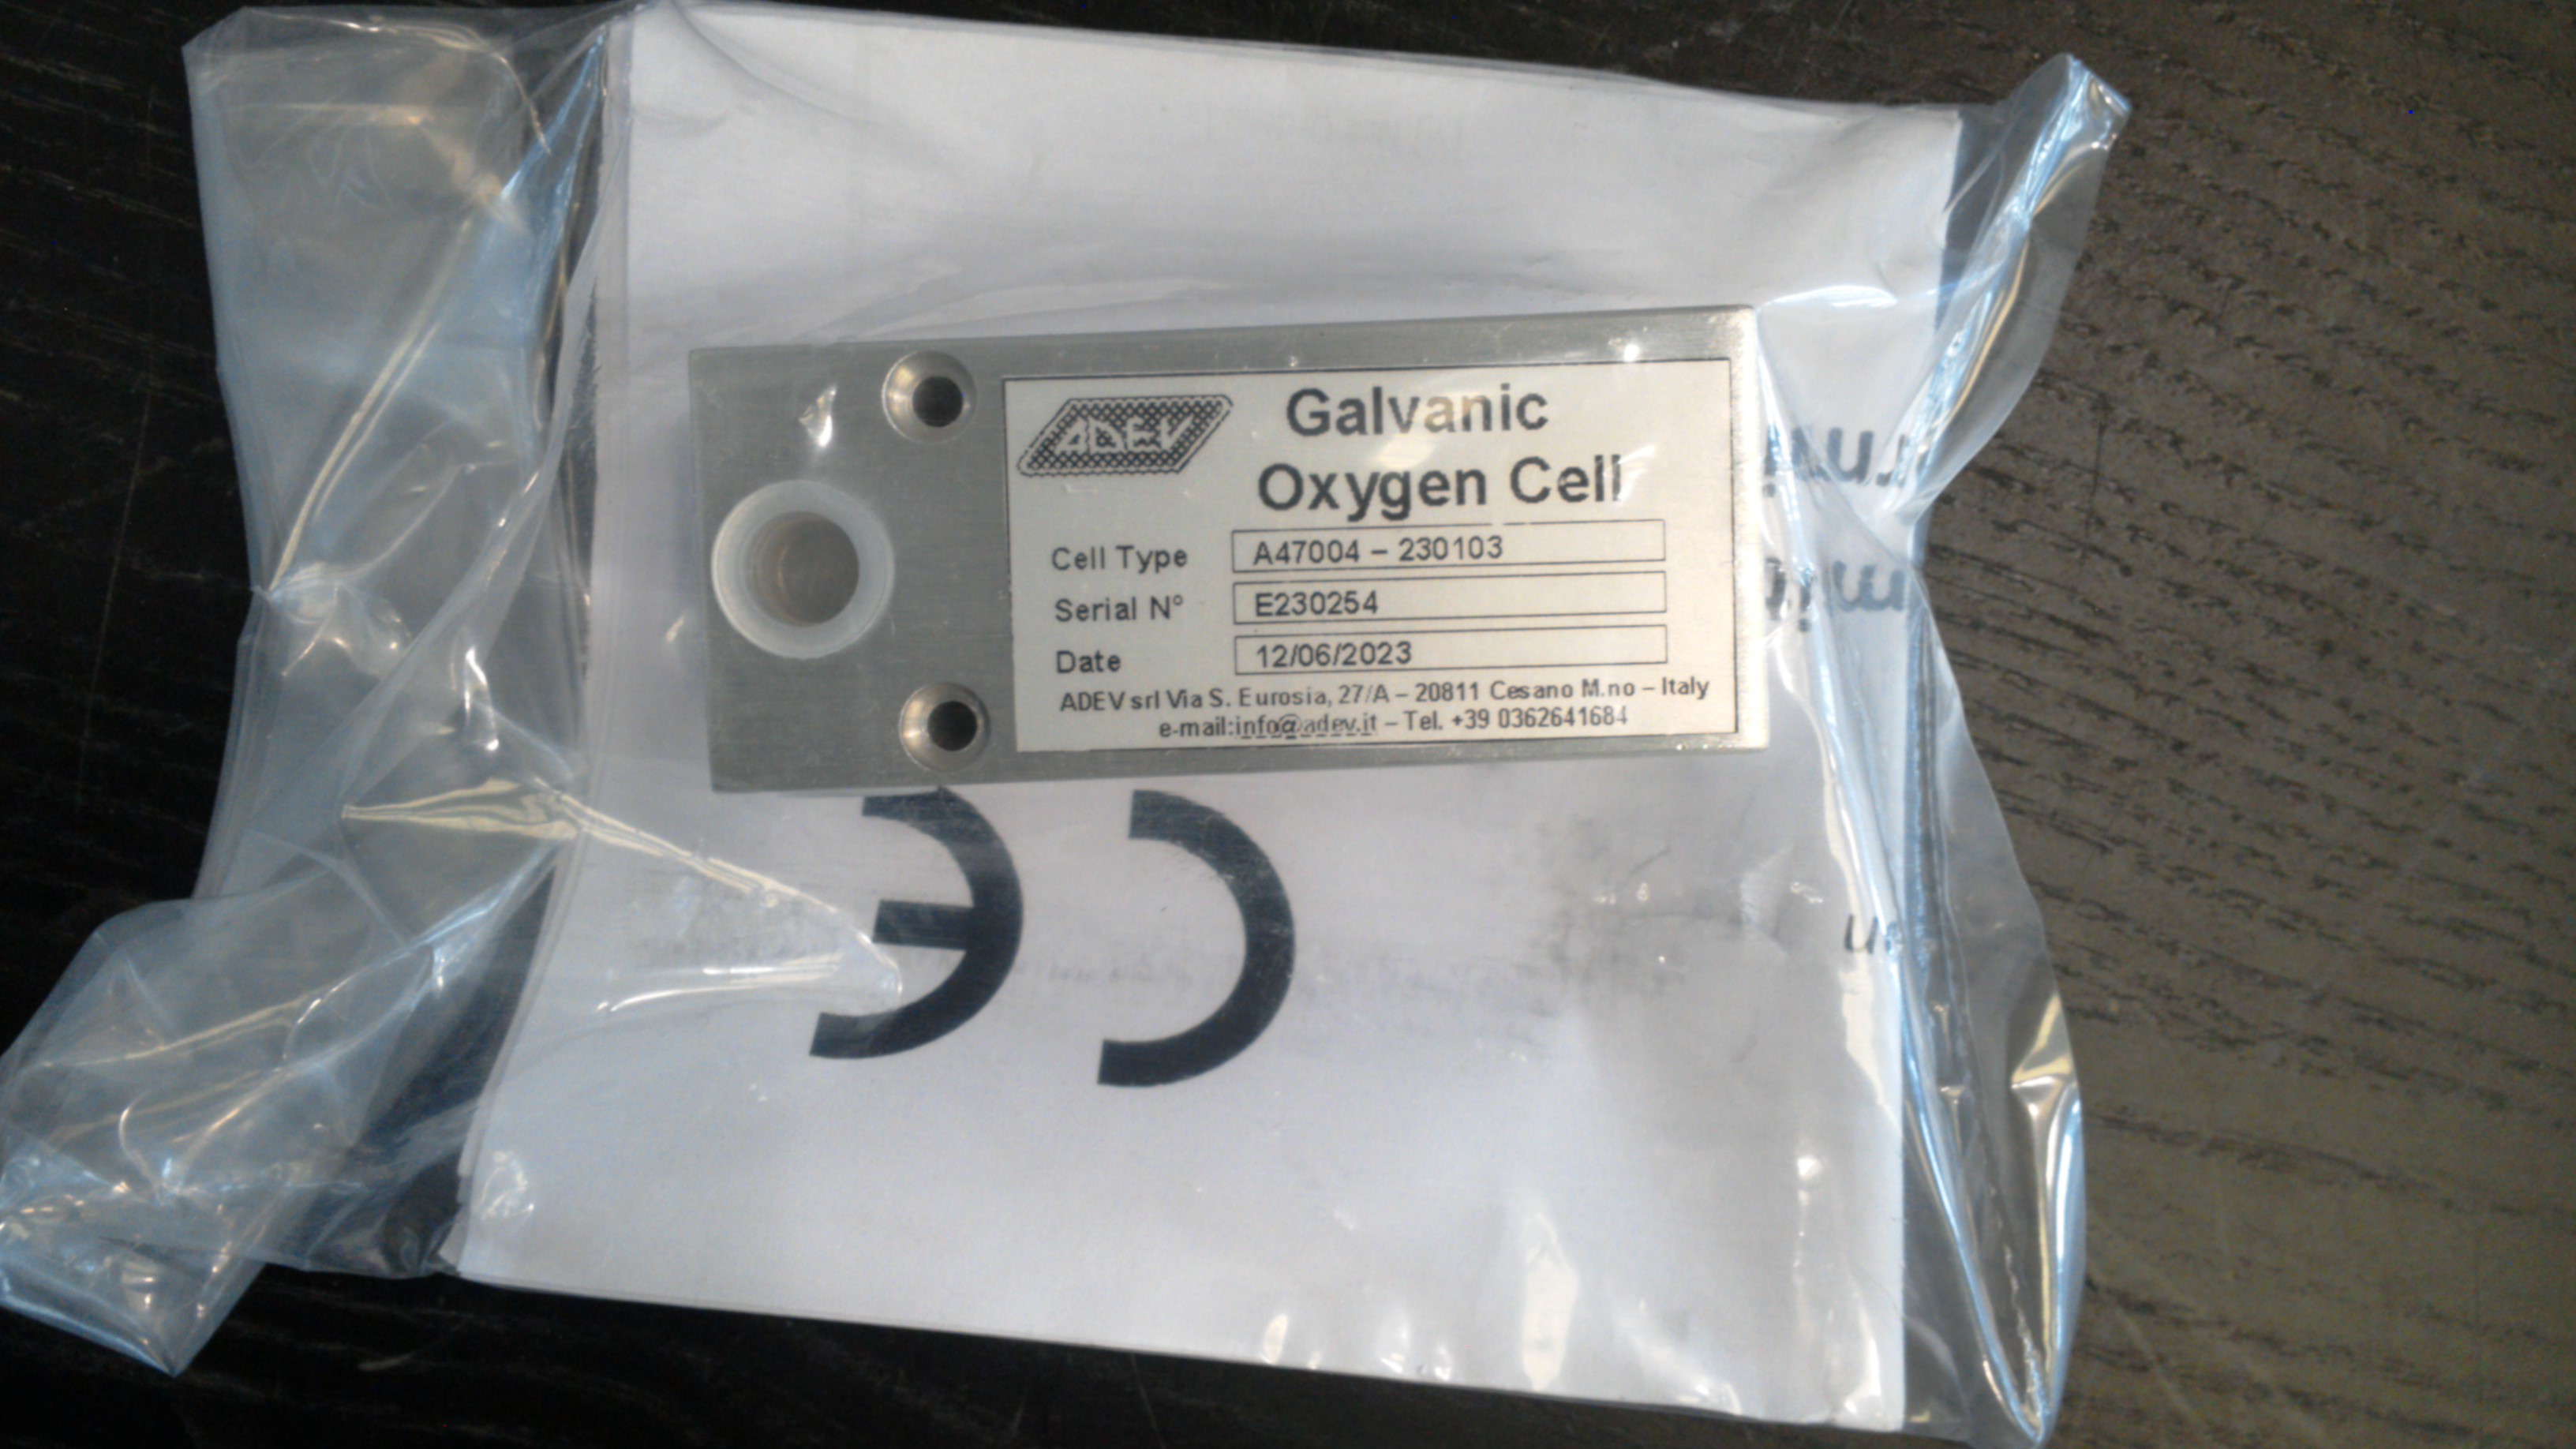 ADEV
Galvanic
Oxygen Cell
Cell Type A47004 – 230103
Serial N° E230254
Date 12/06/2023
ADEV srl Via S. Eurosia, 27/A – 20811 Cesano M.no – Italy
e-mail:info@adev.it – Tel. +39 0362641684
CE